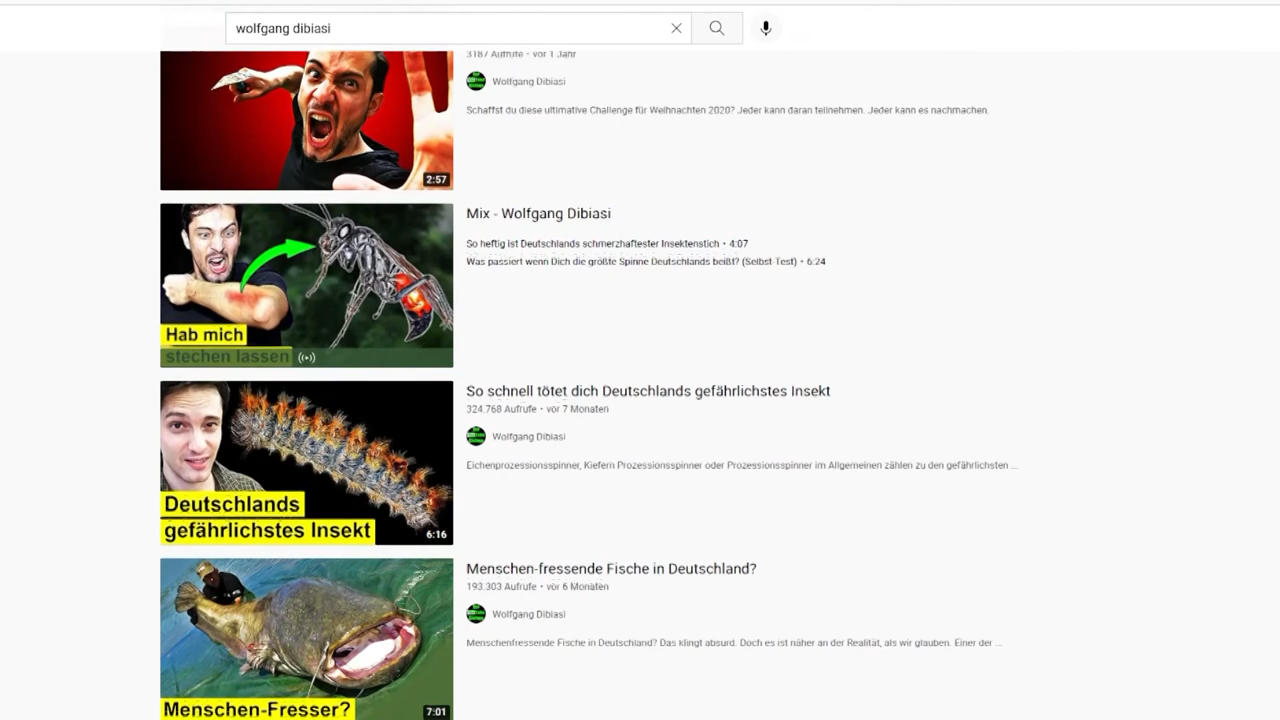 wolfgang dibiasi
3187 Aufrufe • vor 1 Jahr
Wolfgang Dibiasi
Schaffst du diese ultimative Challenge für Weihnachten 2020? Jeder kann daran teilnehmen. Jeder kann es nachmachen.
2:57
Mix - Wolfgang Dibiasi
So heftig ist Deutschlands schmerzhaftester Insektenstich • 4:07
Was passiert wenn Dich die größte Spinne Deutschlands beißt? (Selbst-Test) • 6:24
Hab mich
stechen lassen
So schnell tötet dich Deutschlands gefährlichstes Insekt
324.768 Aufrufe • vor 7 Monaten
Wolfgang Dibiasi
Eichenprozessionsspinner, Kiefern Prozessionsspinner oder Prozessionsspinner im Allgemeinen zählen zu den gefährlichsten ...
Deutschlands
gefährlichstes Insekt
6:16
Menschen-fressende Fische in Deutschland?
193.303 Aufrufe • vor 6 Monaten
Wolfgang Dibiasi
Menschenfressende Fische in Deutschland? Das klingt absurd. Doch es ist näher an der Realität, als wir glauben. Einer der ...
Menschen-Fresser?
7:01